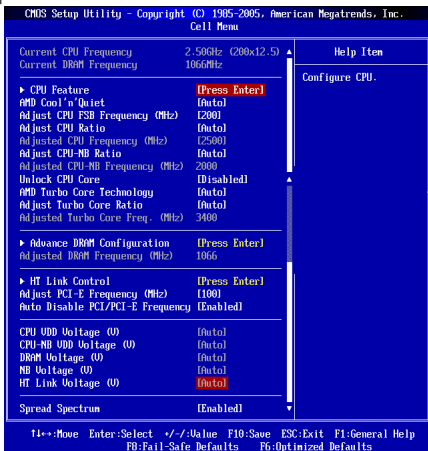 CMOS Setup Utility - Copyright (C) 1985-2005, American Megatrends, Inc.
Cell Menu
Current CPU Frequency 2.50GHz (200x12.5)
Current DRAM Frequency 1066MHz
Help Item
Configure CPU.
▶ CPU Feature [Press Enter]
AMD Cool'n'Quiet [Auto]
Adjust CPU FSB Frequency (MHz) [200]
Adjust CPU Ratio [Auto]
Adjusted CPU Frequency (MHz) [2500]
Adjust CPU-NB Ratio [Auto]
Adjusted CPU-NB Frequency (MHz) 2000
Unlock CPU Core [Disabled]
AMD Turbo Core Technology [Auto]
Adjust Turbo Core Ratio [Auto]
Adjusted Turbo Core Freq. (MHz) 3400
▶ Advance DRAM Configuration [Press Enter]
Adjusted DRAM Frequency (MHz) 1066
▶ HT Link Control [Press Enter]
Adjust PCI-E Frequency (MHz) [100]
Auto Disable PCI/PCI-E Frequency [Enabled]
CPU VDD Voltage (V) [Auto]
CPU-NB VDD Voltage (V) [Auto]
DRAM Voltage (V) [Auto]
NB Voltage (V) [Auto]
HT Link Voltage (V) [Auto]
Spread Spectrum [Enabled]
↑↓←→:Move Enter:Select +/-/:Value F10:Save ESC:Exit F1:General Help
F8:Fail-Safe Defaults F6:Optimized Defaults